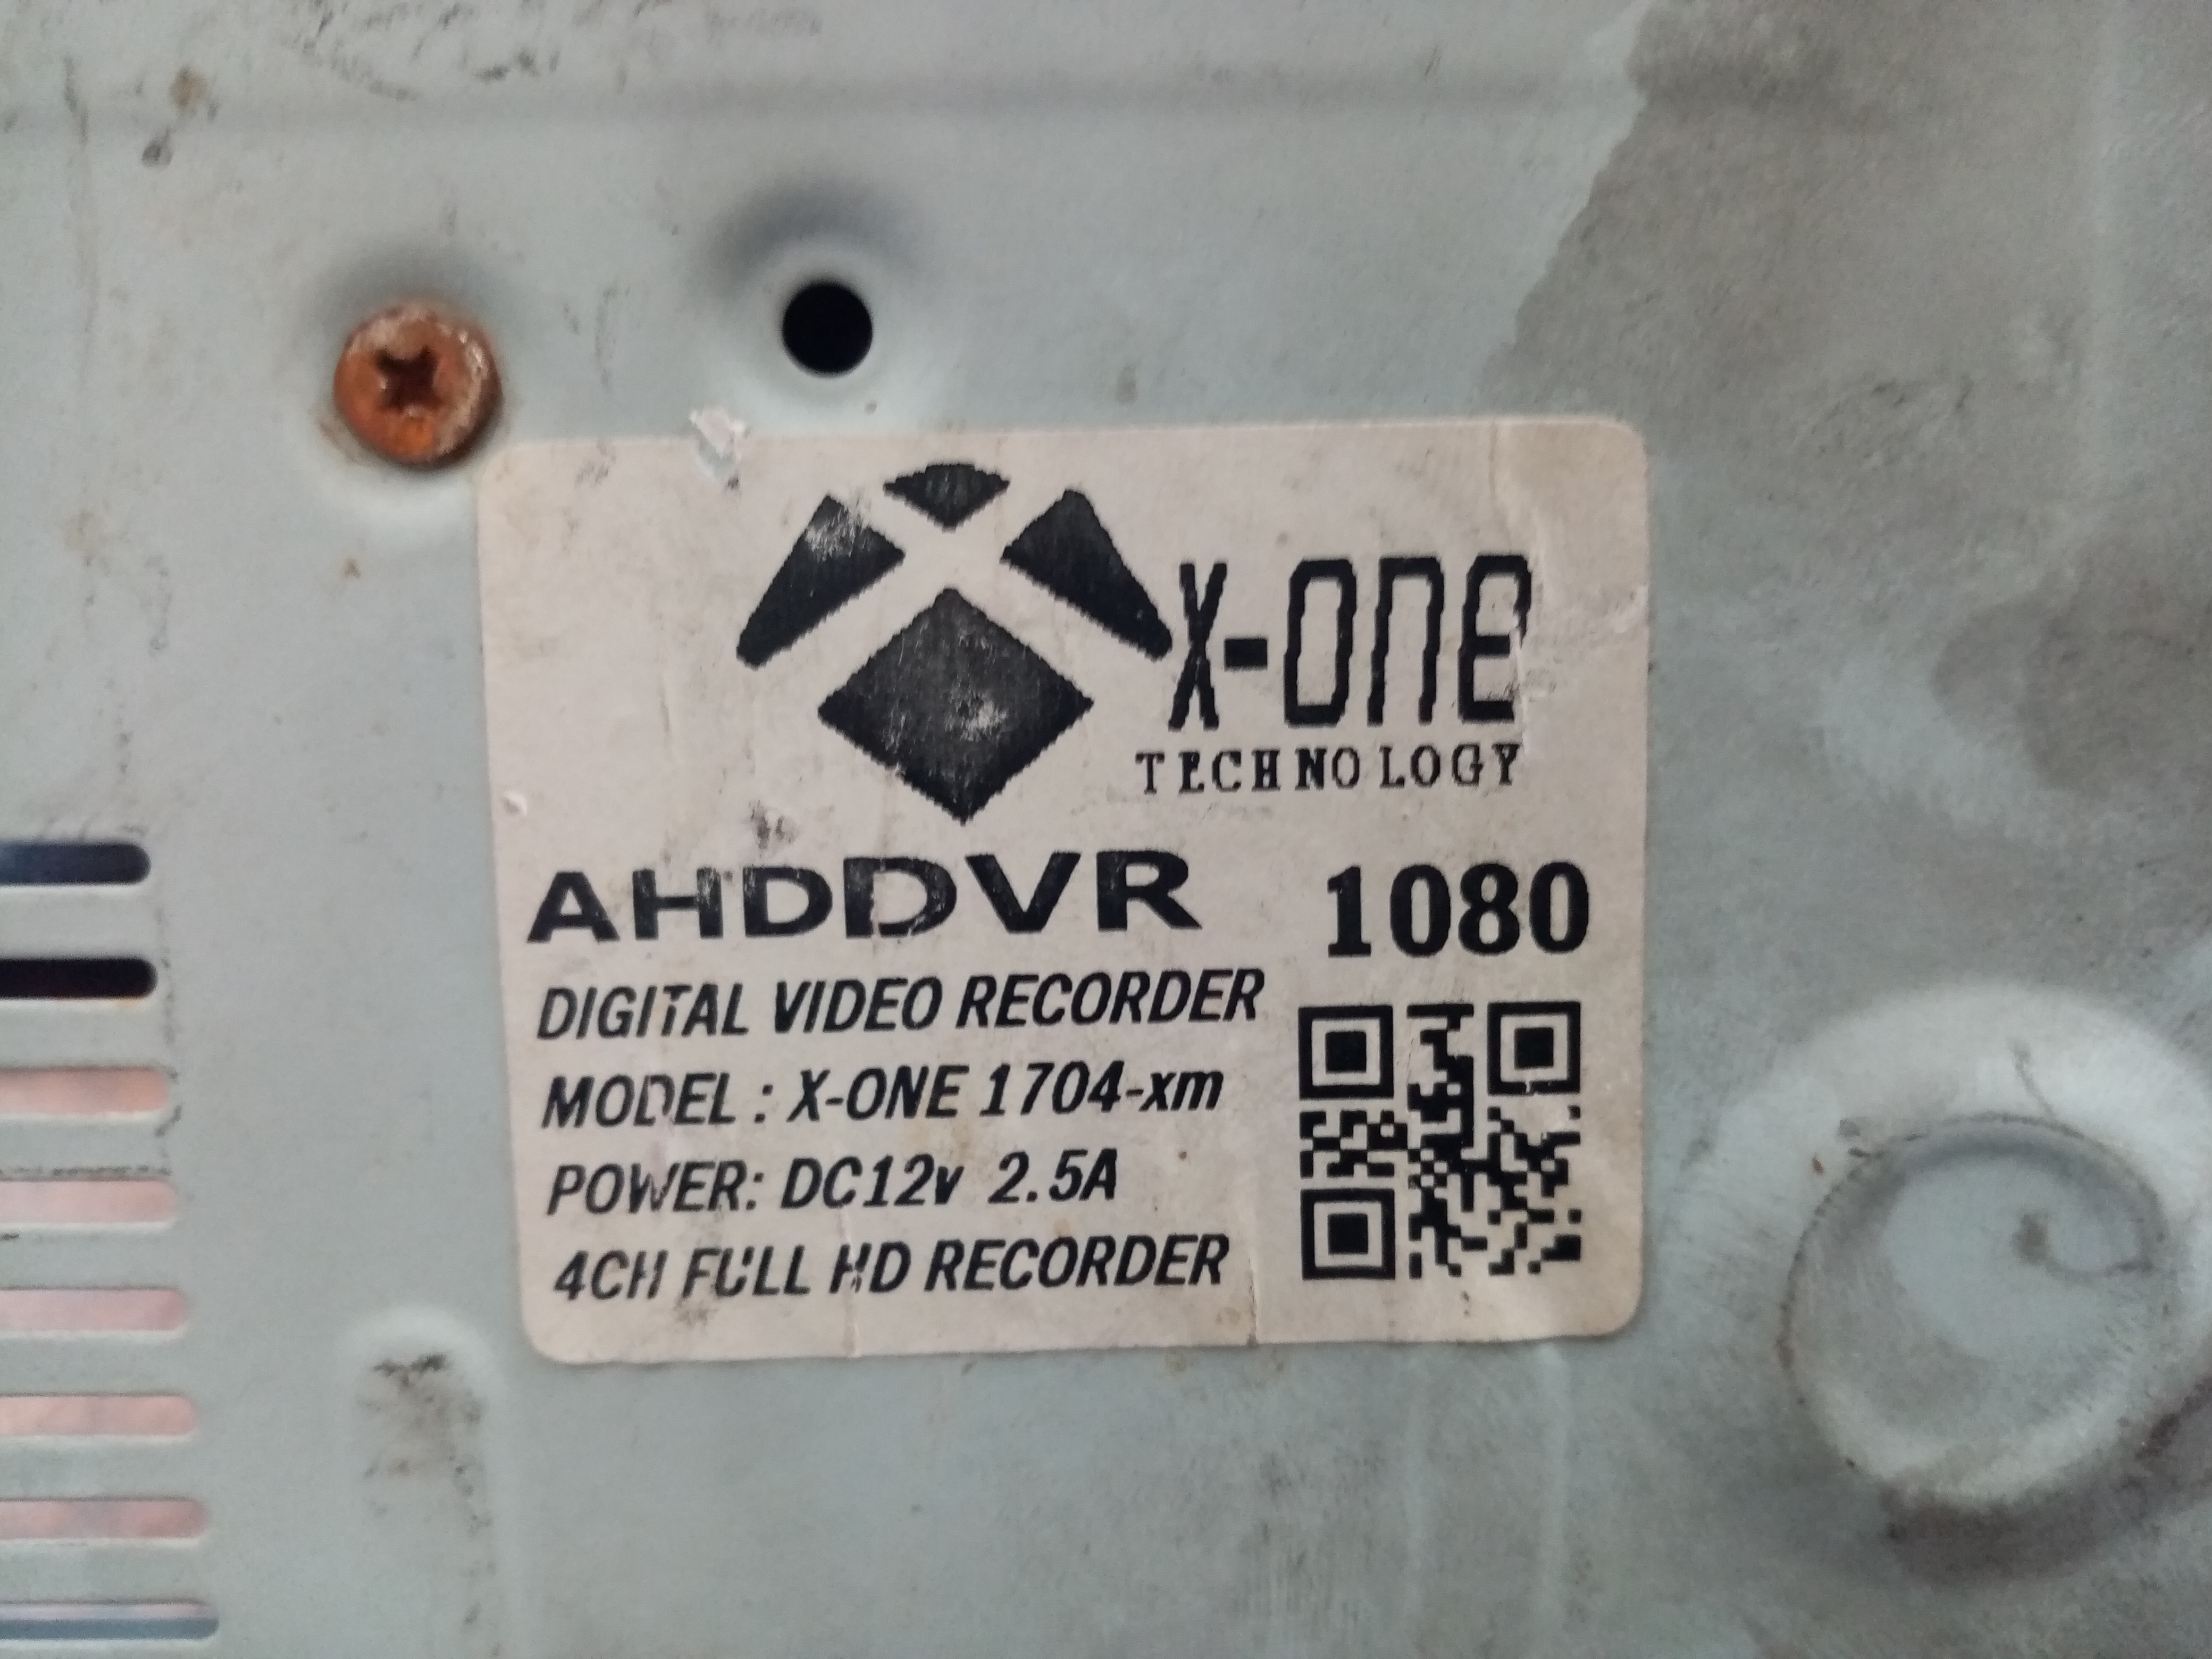 X-ONE
TECHNOLOGY
AHDDVR 1080
DIGITAL VIDEO RECORDER
MODEL : X-ONE 1704-xm
POWER: DC12v 2.5A
4CH FULL HD RECORDER